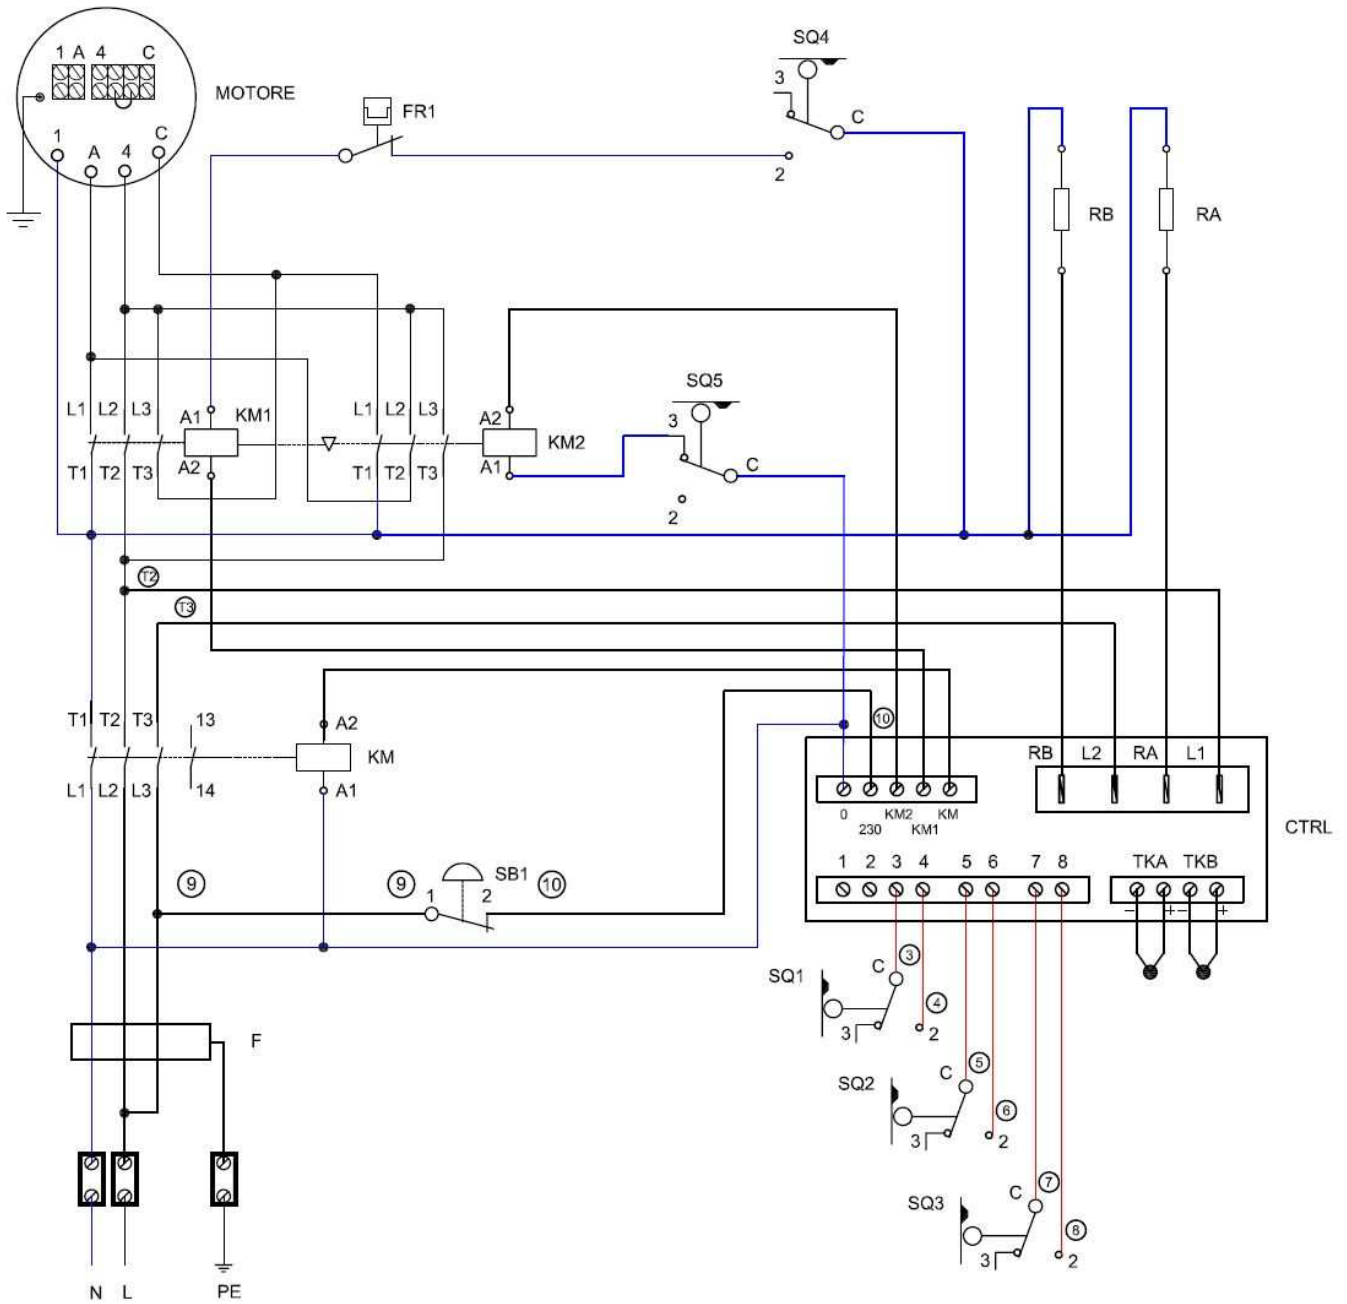 SQ4
1 A 4 C
3
MOTORE
FR1
C
1 A 4 C
2
RB
RA
SQ5
L1 L2 L3
A1
KM1
L1 L2 L3
A2
3
KM2
C
T1 T2 T3
A2
T1 T2 T3
A1
2
T2
T3
T1 T2 T3 13
A2
10
KM
RB L2 RA L1
L1 L2 L3 14
A1
0 KM2 KM
230 KM1
CTRL
9
9
1
2
SB1
10
1 2 3 4 5 6 7 8
TKA TKB
- + - +
C
3
SQ1
4
3
2
F
C
5
SQ2
6
3
2
C
7
SQ3
8
3
2
N L PE